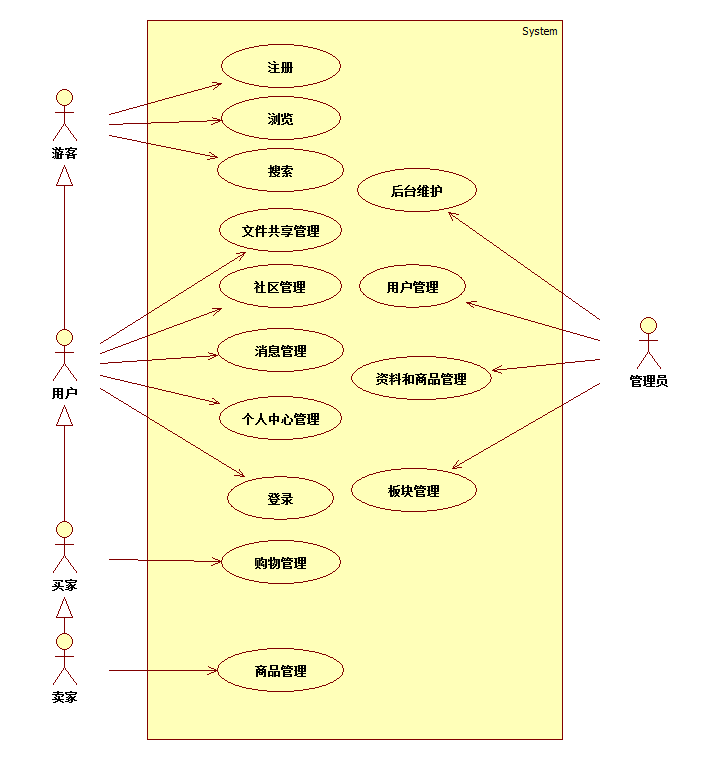 System
注册
浏览
游客
搜索
后台维护
文件共享管理
社区管理
用户管理
消息管理
用户
资料和商品管理
管理员
个人中心管理
登录
板块管理
购物管理
买家
商品管理
卖家